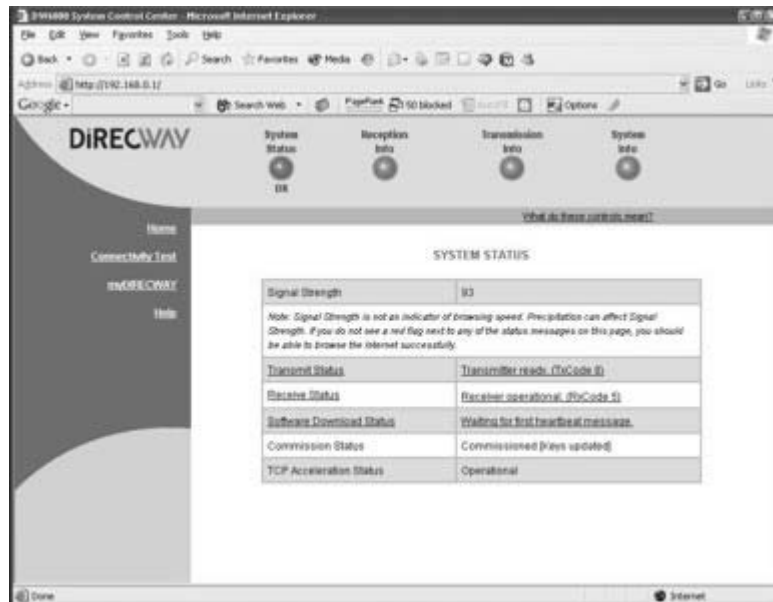 DW6000 System Control Center - Microsoft Internet Explorer
File Edit View Favorites Tools Help
Back Search Favorites Media
Address http://192.168.0.1/ Go Links
Google Search Web PageRank 50 blocked Options
DiRECWAY
System Status OK
Reception Info
Transmission Info
System Info
What do these controls mean?
Home
Connectivity Test
myDIRECWAY
Help
SYSTEM STATUS
Signal Strength 93
Note: Signal Strength is not an indicator of browsing speed. Precipitation can affect Signal
Strength. If you do not see a red flag next to any of the status messages on this page, you should
be able to browse the Internet successfully.
Transmit Status Transmitter ready. (TxCode 8)
Receive Status Receiver operational. (RxCode 5)
Software Download Status Waiting for first heartbeat message.
Commission Status Commissioned [Keys updated]
TCP Acceleration Status Operational
Done Internet